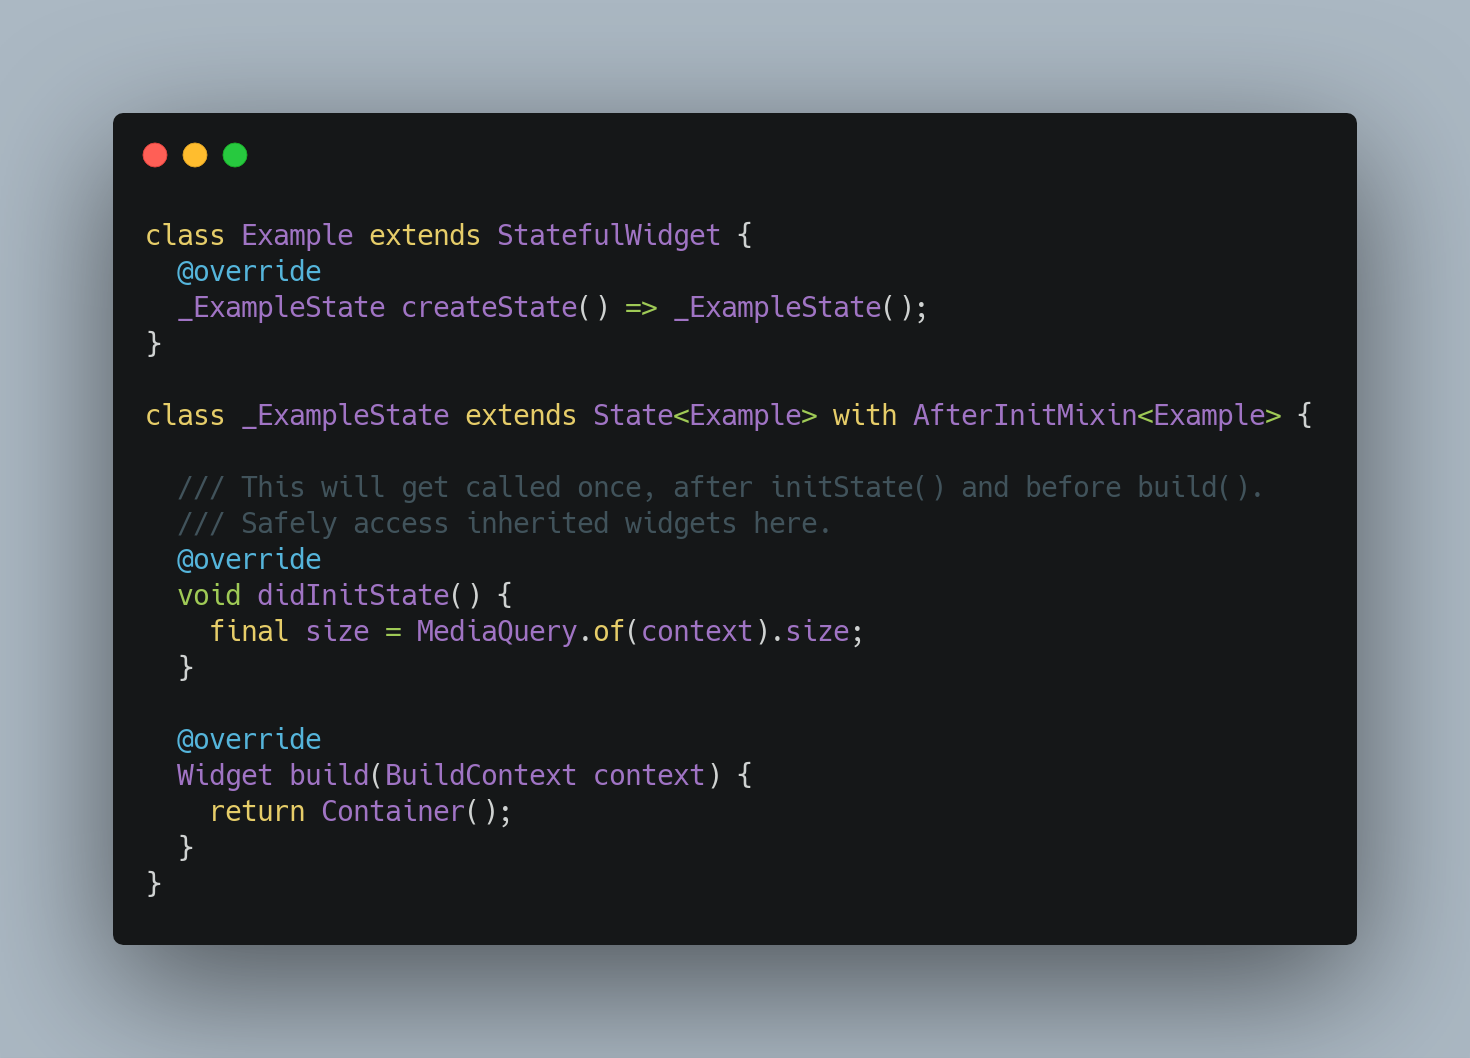 class Example extends StatefulWidget {
  @override
  _ExampleState createState() => _ExampleState();
}

class _ExampleState extends State<Example> with AfterInitMixin<Example> {

  /// This will get called once, after initState() and before build().
  /// Safely access inherited widgets here.
  @override
  void didInitState() {
    final size = MediaQuery.of(context).size;
  }

  @override
  Widget build(BuildContext context) {
    return Container();
  }
}